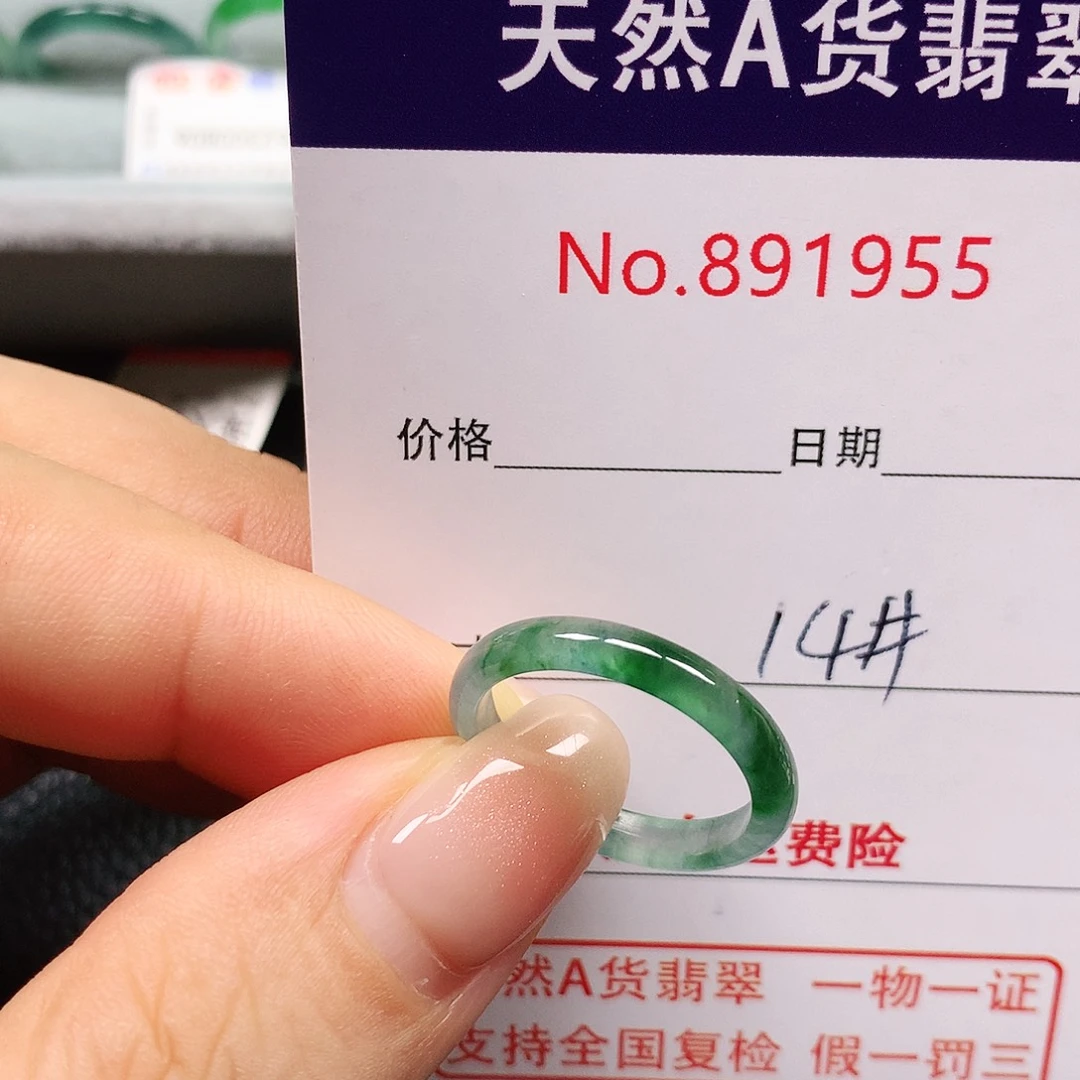 天然A货翡翠
No.891955
价格 日期
14#
费险
然A货翡翠 一物一证
支持全国复检 假一罚三